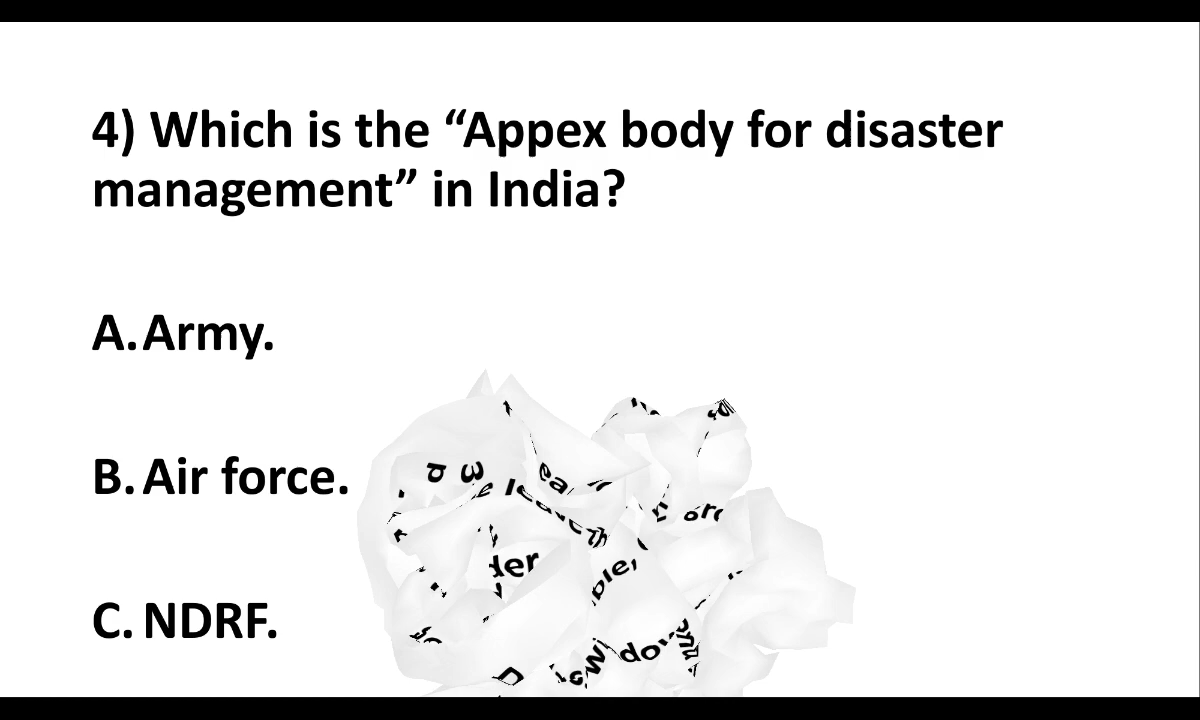 4) Which is the “Appex body for disaster
management” in India?
A. Army.
B. Air force.
C. NDRF.